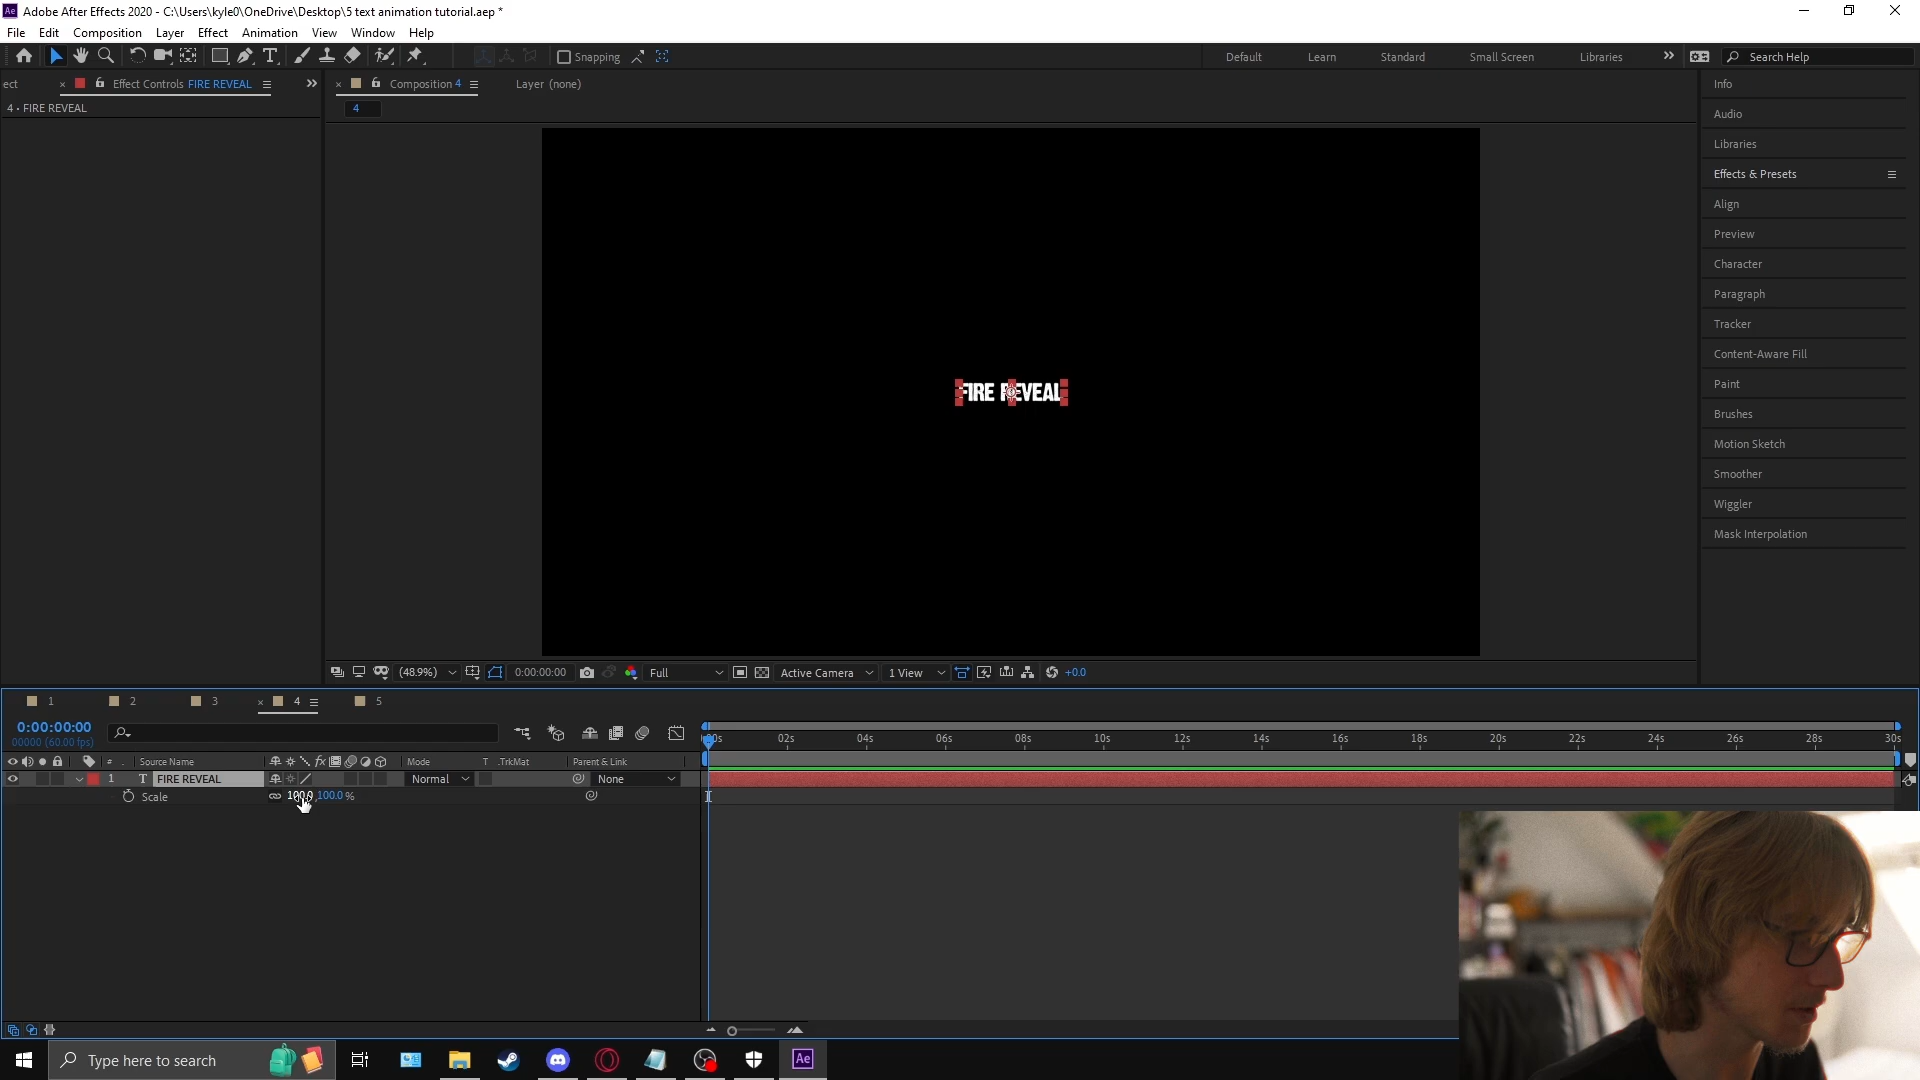 Ae Adobe After Effects 2020 - C:\Users\kyle0\OneDrive\Desktop\5 text animation tutorial.aep *
File Edit Composition Layer Effect Animation View Window Help
Snapping
Default Learn Standard Small Screen Libraries Search Help
ect Effect Controls FIRE REVEAL
Composition 4 Layer (none)
4 • FIRE REVEAL
4
Info
Audio
Libraries
Effects & Presets
Align
Preview
Character
Paragraph
Tracker
Content-Aware Fill
Paint
Brushes
Motion Sketch
Smoother
Wiggler
Mask Interpolation
FIRE REVEAL
(48.9%) 0:00:00:00 Full Active Camera 1 View +0.0
1 2 3 4 5
0:00:00:00
00000 (60.00 fps)
02s 04s 06s 08s 10s 12s 14s 16s 18s 20s 22s 24s 26s 28s 30s
# Source Name fx Mode T .TrkMat Parent & Link
1 T FIRE REVEAL Normal None
Scale 100.0,100.0 %
Type here to search Ae